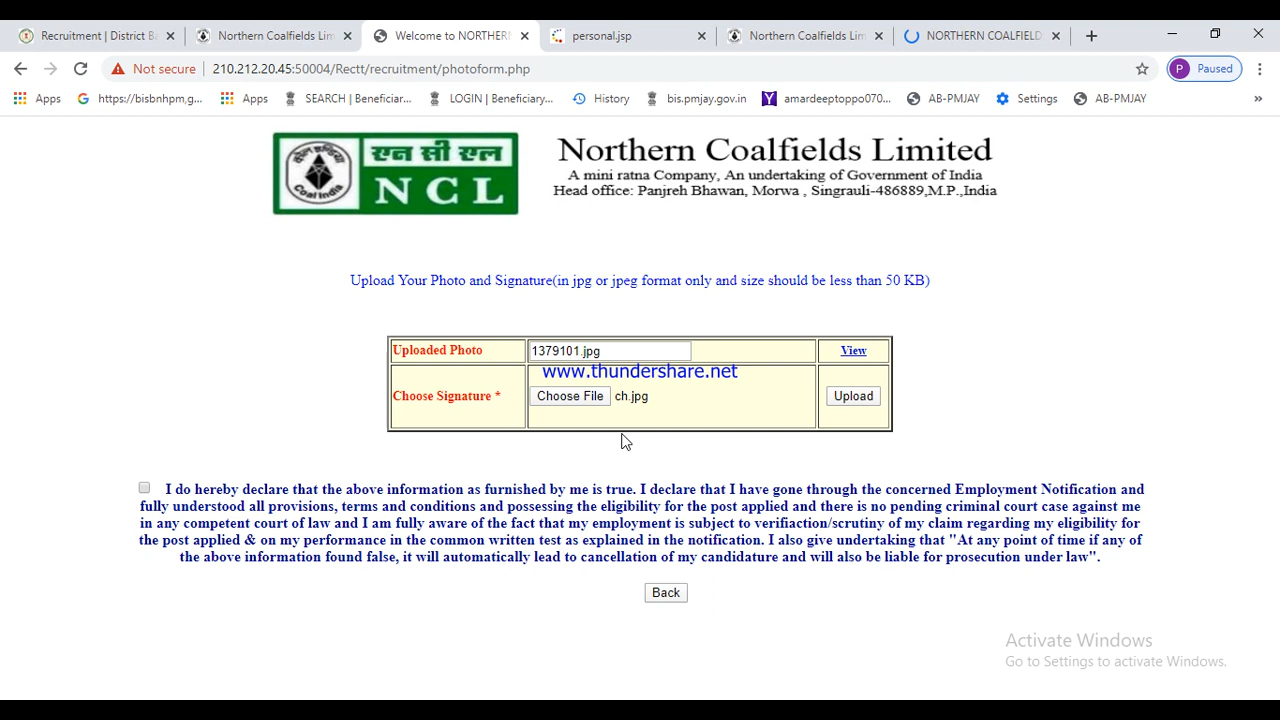 Recruitment | District Ba
Northern Coalfields Lim
Welcome to NORTHER
personal.jsp
Northern Coalfields Lim
NORTHERN COALFIELD
Not secure
210.212.20.45:50004/Rectt/recruitment/photoform.php
P Paused
Apps
https://bisbnhpm,g...
Apps
SEARCH | Beneficiar...
LOGIN | Beneficiary...
History
bis.pmjay.gov.in
amardeeptoppo070...
AB-PMJAY
Settings
AB-PMJAY
»
कोल इण्डिया
Coal India
एन सी एल
NCL
Northern Coalfields Limited
A mini ratna Company, An undertaking of Government of India
Head office: Panjreh Bhawan, Morwa , Singrauli-486889,M.P.,India
Upload Your Photo and Signature(in jpg or jpeg format only and size should be less than 50 KB)
Uploaded Photo 1379101.jpg View
www.thundershare.net
Choose Signature * Choose File ch.jpg Upload
I do hereby declare that the above information as furnished by me is true. I declare that I have gone through the concerned Employment Notification and
fully understood all provisions, terms and conditions and possessing the eligibility for the post applied and there is no pending criminal court case against me
in any competent court of law and I am fully aware of the fact that my employment is subject to verifiaction/scrutiny of my claim regarding my eligibility for
the post applied & on my performance in the common written test as explained in the notification. I also give undertaking that "At any point of time if any of
the above information found false, it will automatically lead to cancellation of my candidature and will also be liable for prosecution under law".
Back
Activate Windows
Go to Settings to activate Windows.